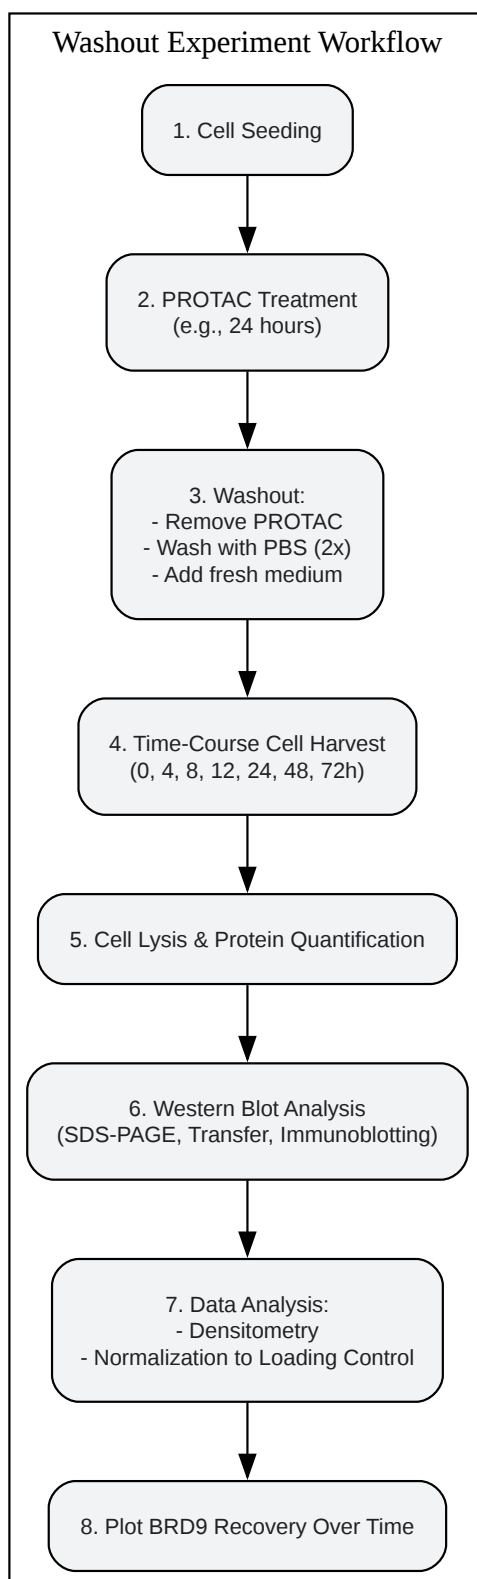 Washout Experiment Workflow
1. Cell Seeding
2. PROTAC Treatment
(e.g., 24 hours)
3. Washout:
- Remove PROTAC
- Wash with PBS (2x)
- Add fresh medium
4. Time-Course Cell Harvest
(0, 4, 8, 12, 24, 48, 72h)
5. Cell Lysis & Protein Quantification
6. Western Blot Analysis
(SDS-PAGE, Transfer, Immunoblotting)
7. Data Analysis:
- Densitometry
- Normalization to Loading Control
8. Plot BRD9 Recovery Over Time